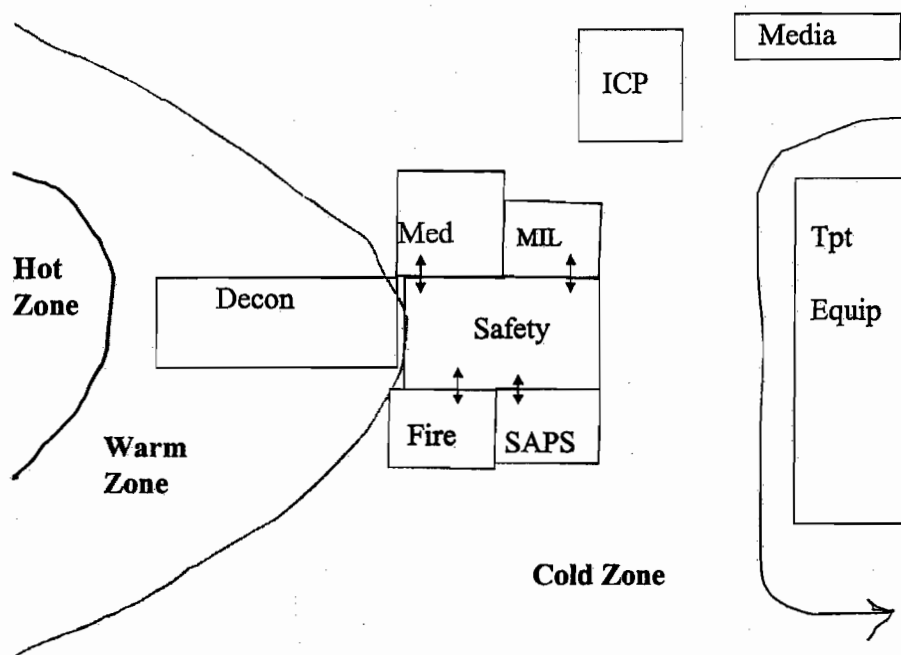 Media
ICP
Med
MIL
Tpt
Equip
Hot
Zone
Decon
Safety
Warm
Zone
Fire
SAPS
Cold Zone